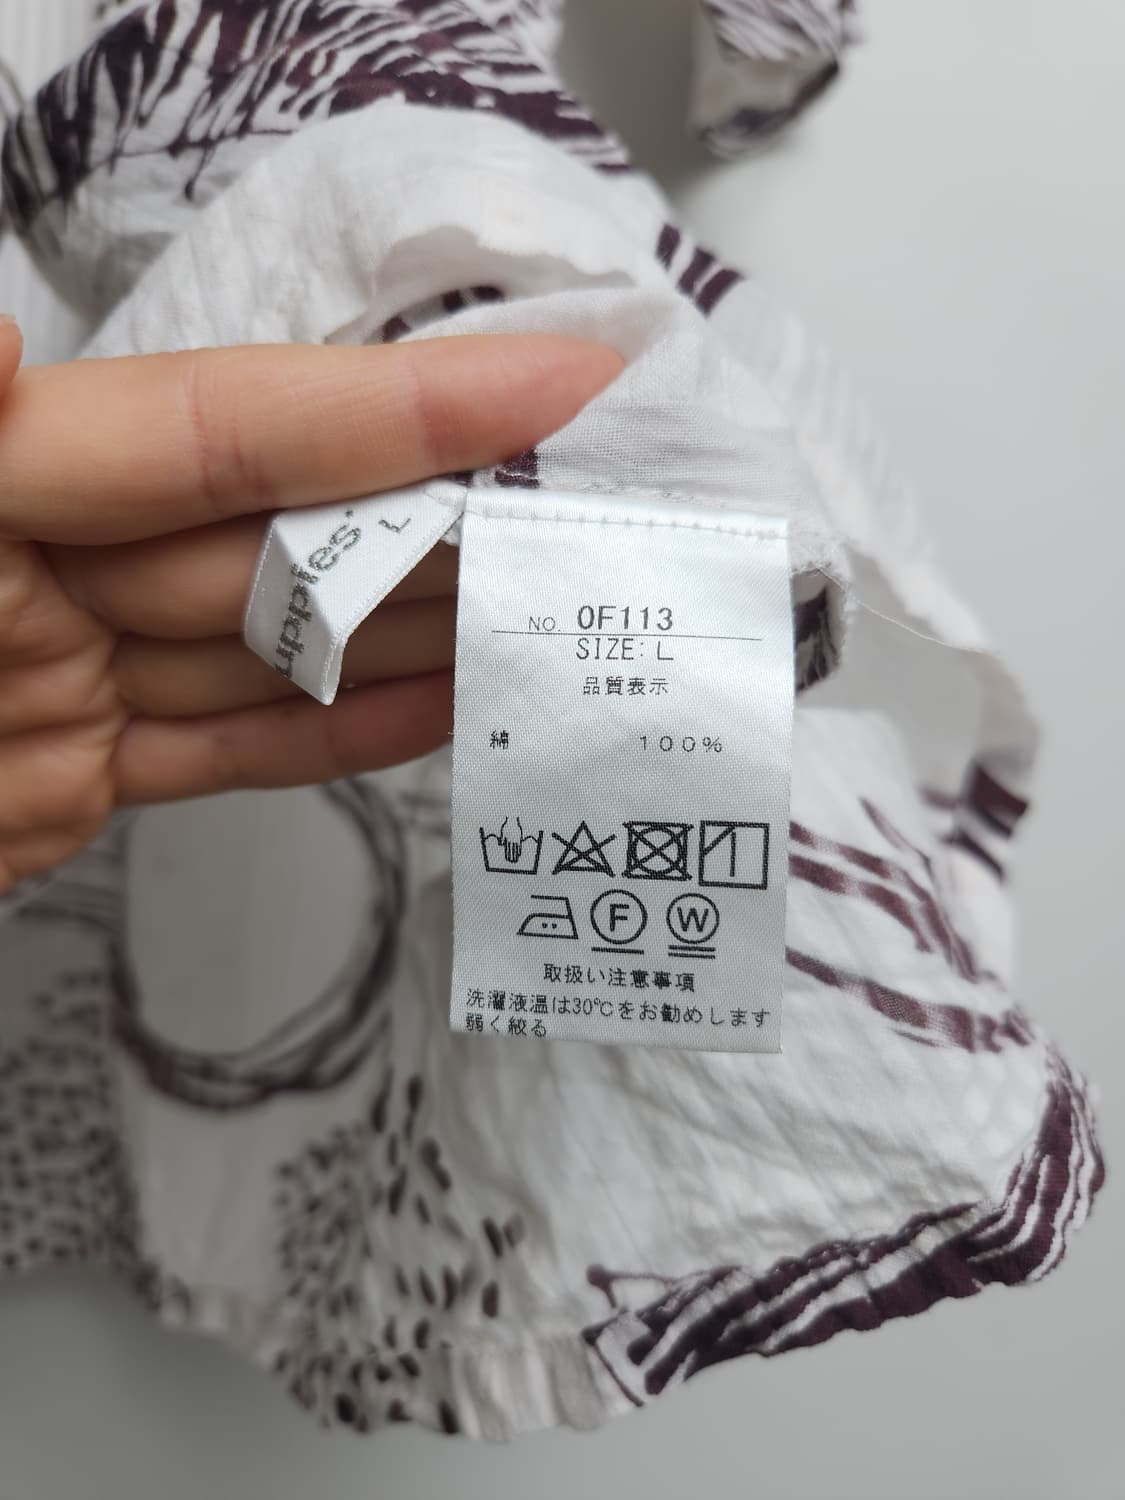 L
NO. 0F113
SIZE: L
品質表示
綿 100%
F W
取扱い注意事項
洗濯液温は30℃をお勧めします
弱く絞る